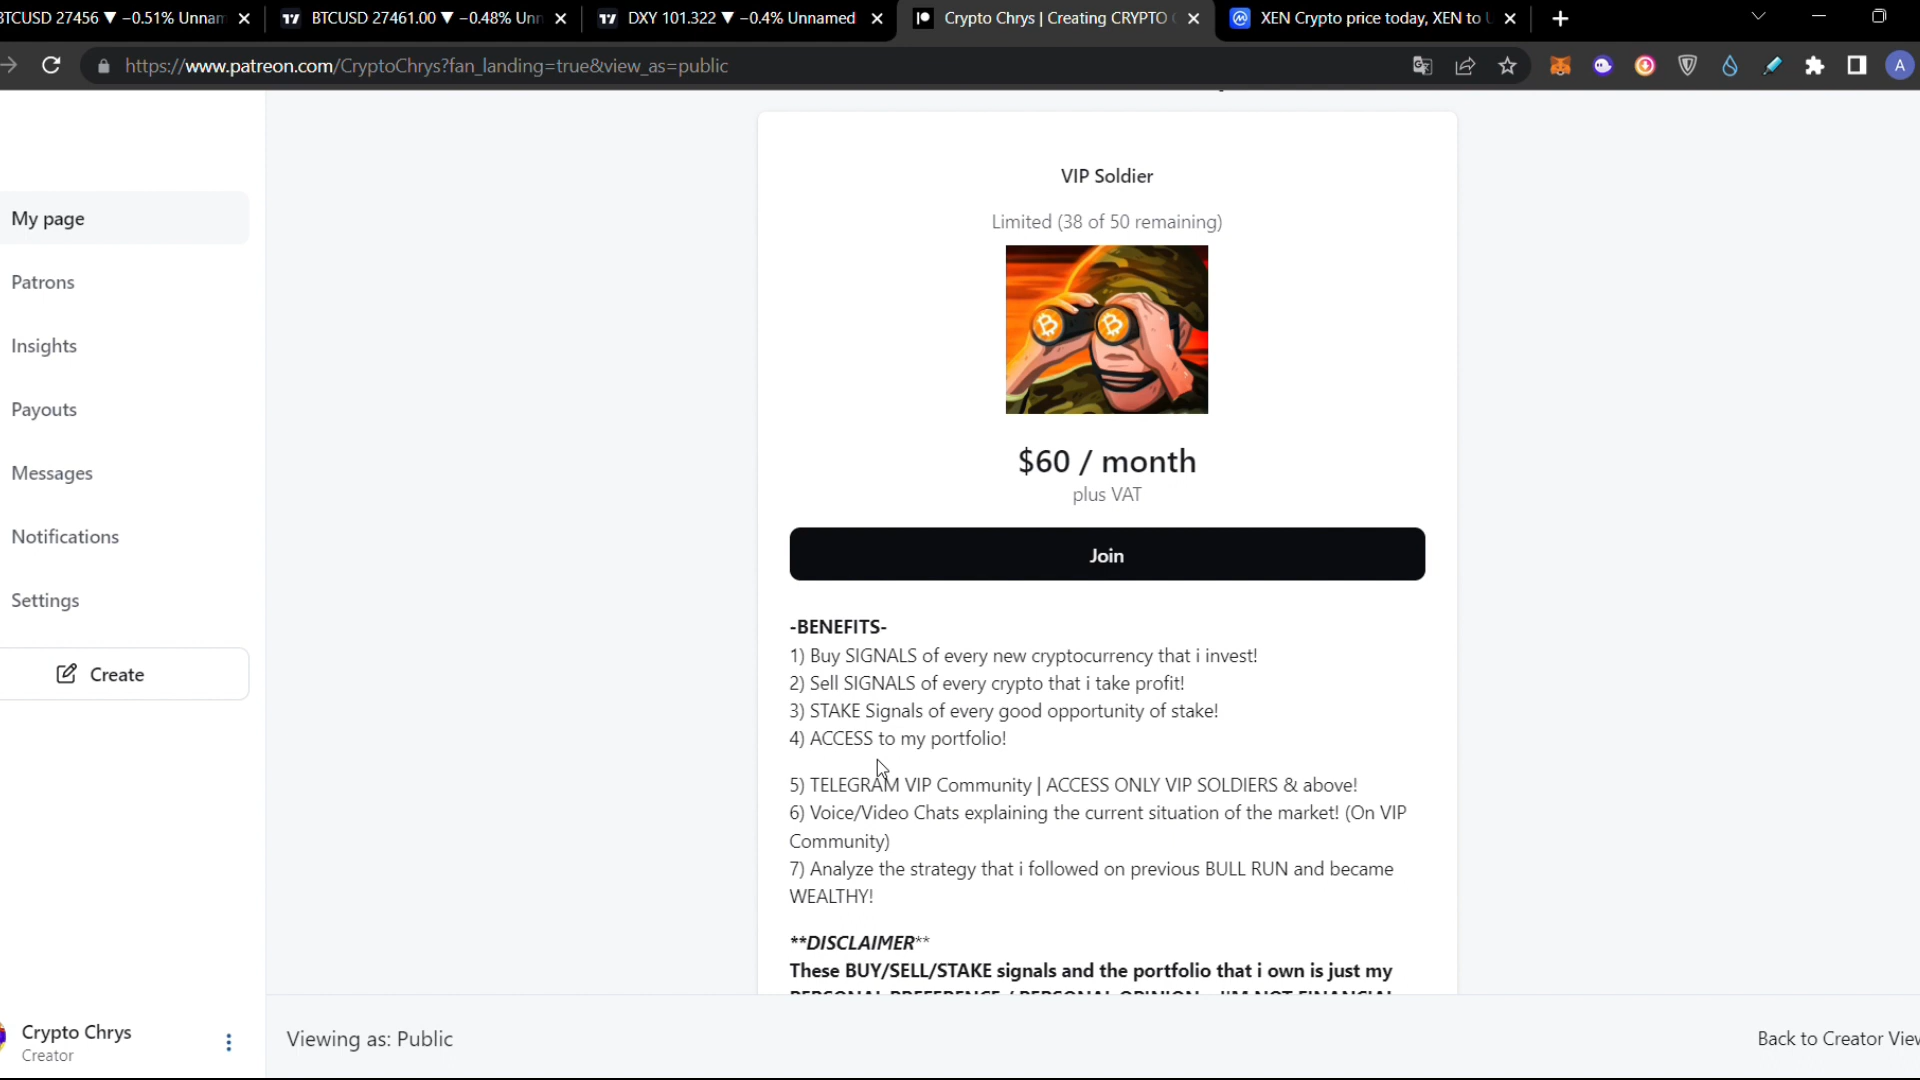 BTCUSD 27456 ▼ −0.51% Unnam
BTCUSD 27461.00 ▼ −0.48% Unn
DXY 101.322 ▼ −0.4% Unnamed
Crypto Chrys | Creating CRYPTO
XEN Crypto price today, XEN to
https://www.patreon.com/CryptoChrys?fan_landing=true&view_as=public
A
My page
Patrons
Insights
Payouts
Messages
Notifications
Settings
Create
Crypto Chrys
Creator
VIP Soldier
Limited (38 of 50 remaining)
$60 / month
plus VAT
Join
-BENEFITS-
1) Buy SIGNALS of every new cryptocurrency that i invest!
2) Sell SIGNALS of every crypto that i take profit!
3) STAKE Signals of every good opportunity of stake!
4) ACCESS to my portfolio!
5) TELEGRAM VIP Community | ACCESS ONLY VIP SOLDIERS & above!
6) Voice/Video Chats explaining the current situation of the market! (On VIP
Community)
7) Analyze the strategy that i followed on previous BULL RUN and became
WEALTHY!
**DISCLAIMER**
These BUY/SELL/STAKE signals and the portfolio that i own is just my
PERSONAL PREFERENCE / PERSONAL OPINION
I'M NOT FINANCIAL
Viewing as: Public
Back to Creator View